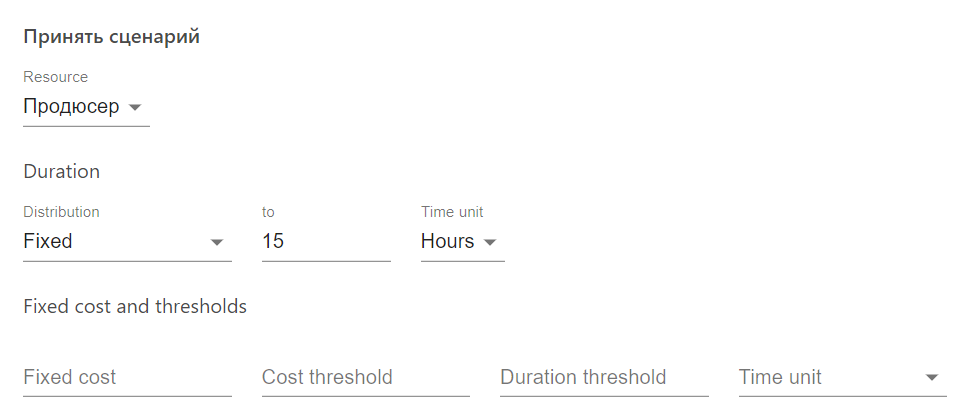 Принять сценарий
Resource
Продюсер
Duration
Distribution to Time unit
Fixed 15 Hours
Fixed cost and thresholds
Fixed cost Cost threshold Duration threshold Time unit